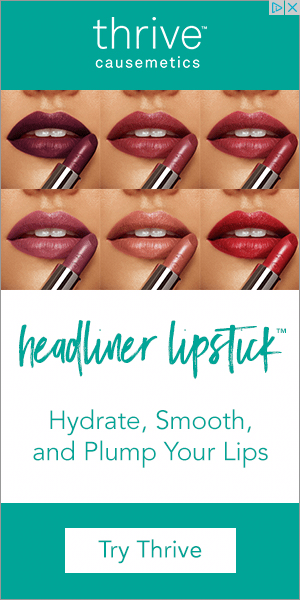 thrive™
causemetics
headliner lipstick™
Hydrate, Smooth,
and Plump Your Lips
Try Thrive